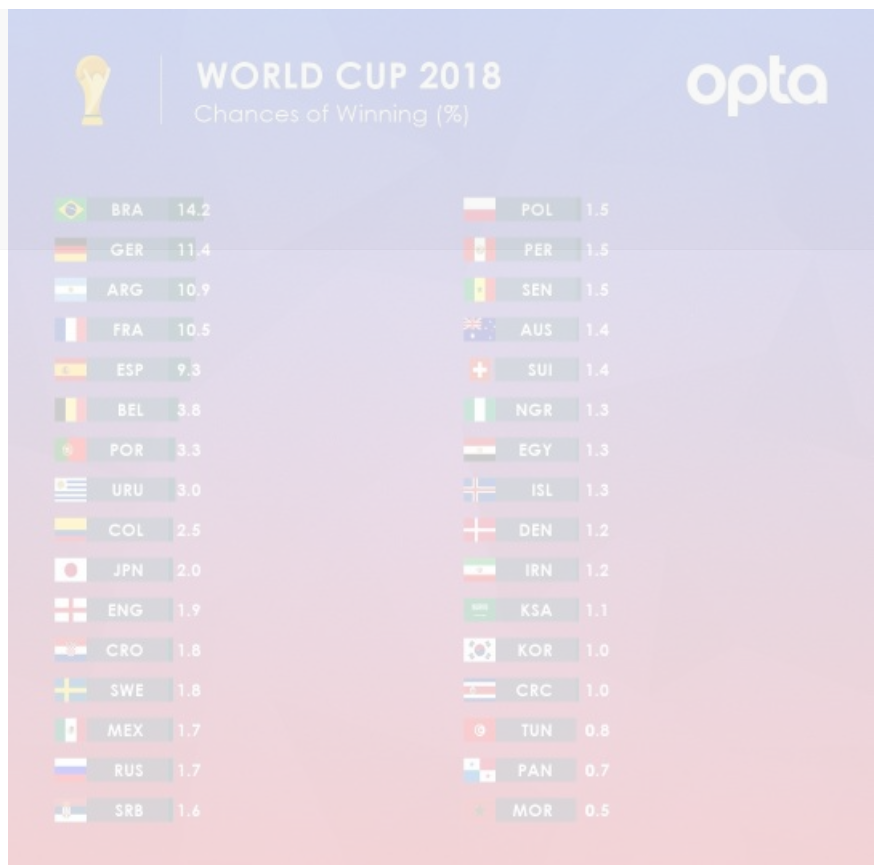 WORLD CUP 2018
Chances of Winning (%)
opta
BRA 14.2
GER 11.4
ARG 10.9
FRA 10.5
ESP 9.3
BEL 3.8
POR 3.3
URU 3.0
COL 2.5
JPN 2.0
ENG 1.9
CRO 1.8
SWE 1.8
MEX 1.7
RUS 1.7
SRB 1.6
POL 1.5
PER 1.5
SEN 1.5
AUS 1.4
SUI 1.4
NGR 1.3
EGY 1.3
ISL 1.3
DEN 1.2
IRN 1.2
KSA 1.1
KOR 1.0
CRC 1.0
TUN 0.8
PAN 0.7
MOR 0.5